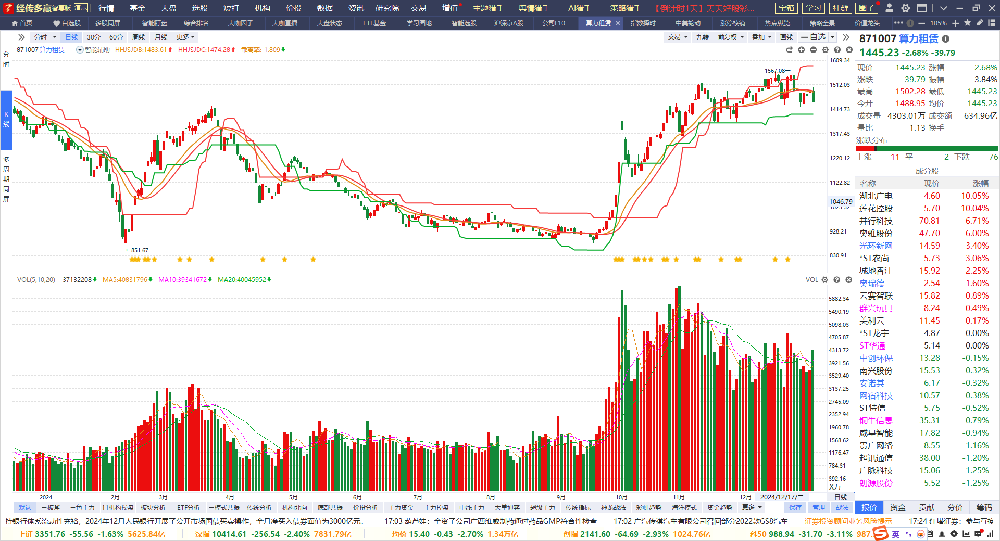 经传多赢 智尊版 演示 行情 基金 大盘 选股 短打 机构 价投 数据 资讯 研究院 交易 增值 主题猎手 舆情猎手 AI猎手 策略猎手 【倒计时1天】天天好股彩... 宝箱 学习 社群 圈子
首页 自选股 多股同屏 智能盯盘 综合排名 大咖圈子 大咖直播 大盘状态 ETF基金 学习园地 智能选股 沪深京A股 公司F10 算力租赁 指数择时 中美轮动 涨停棱镜 热点纵览 策略全景 价值龙头 ••• 105%
分时 日线 30分 60分 周线 月线 更多 交易 九转 前复权 叠加 画线 自选
871007 算力租赁 智能辅助 HHJSJDB:1483.61 HHJSJDC:1474.28 乖离率:-1.809
分时
K线
多周期同屏
1609.34
1567.08
1512.03
1414.73
1317.43
1220.12
1122.82
1046.79
928.21
851.67
830.91
VOL(5,10,20) 37132208 MA5:40831796 MA10:39341672 MA20:40045952 VOL
5882.34
5490.19
5098.03
4705.87
4313.72
3921.56
3529.40
3137.25
2745.09
2352.94
1960.78
1568.62
1176.47
784.31
392.16
X万
2024 2月 3月 4月 5月 6月 7月 8月 9月 10月 11月 12月 2024/12/17/二 日线
默认 三板斧 三色主力 11机构操盘 板块分析 ETF分析 三模式共振 传统分析 机构北向 底部共振 价投分析 主力资金 主力控盘 中线主力 大单博弈 超级主力 传统指标 神龙战法 彩虹趋势 海洋模式 资金趋势 更多 保存 管理 战法
871007 算力租赁
1445.23 -2.68% -39.79
现价 1445.23 涨幅 -2.68%
涨跌 -39.79 振幅 3.84%
最高 1502.28 最低 1445.23
今开 1488.95 均价 1445.23
成交量 4303.01万 成交额 634.96亿
量比 1.13 换手 -
涨跌分布
上涨 11 平 2 下跌 76
成分股
名称 现价 涨幅
湖北广电 4.60 10.05%
莲花控股 5.70 10.04%
并行科技 70.81 6.71%
奥雅股份 47.70 6.00%
光环新网 14.59 3.40%
*ST农尚 5.73 3.06%
城地香江 15.92 2.25%
奥瑞德 2.54 1.60%
云赛智联 15.82 0.89%
群兴玩具 8.24 0.49%
美利云 11.45 0.17%
*ST龙宇 4.87 0.00%
ST华通 5.14 0.00%
中创环保 13.28 -0.15%
南兴股份 15.53 -0.32%
安诺其 6.17 -0.32%
网宿科技 10.57 -0.38%
ST特信 5.75 -0.52%
铜牛信息 35.31 -0.79%
威星智能 17.82 -0.94%
贵广网络 8.55 -1.16%
超讯通信 38.00 -1.20%
广脉科技 15.06 -1.25%
朗源股份 5.52 -1.25%
报价 资金 贡献 分价 筹码
持银行体系流动性充裕，2024年12月人民银行开展了公开市场国债买卖操作，全月净买入债券面值为3000亿元。 17:03 葫芦娃：全资子公司广西维威制药通过药品GMP符合性检查 17:02 广汽传祺汽车有限公司召回部分2022款GS8汽车 证券投资顾问业务风险提示 17:24 红塔证券：参与互换
上证 3351.76 -55.56 -1.63% 5625.84亿 深指 10414.61 -256.54 -2.40% 7831.79亿 均价 15.40 -0.43 -2.70% 1.34万亿 创指 2141.60 -64.69 -2.93% 1024.76亿 科50 988.94 -31.70 -3.11% 987. 英